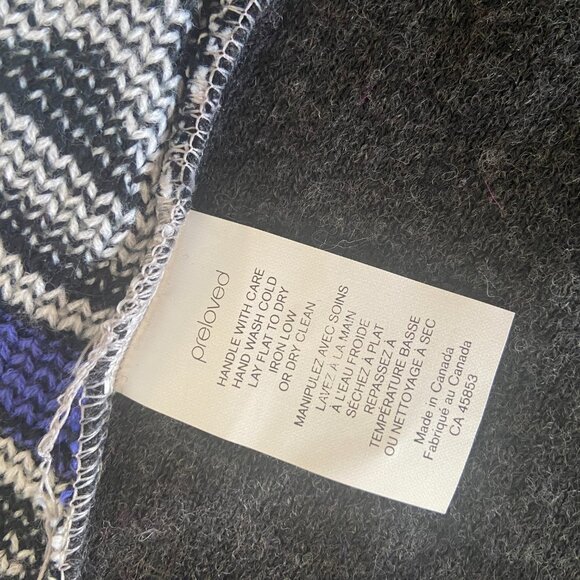 preloved
HANDLE WITH CARE
HAND WASH COLD
LAY FLAT TO DRY
IRON LOW
OR DRY CLEAN
MANIPULEZ AVEC SOINS
LAVEZ À LA MAIN
À L'EAU FROIDE
SÉCHEZ À PLAT
REPASSEZ À
TEMPÉRATURE BASSE
OU NETTOYAGE A SEC
Made in Canada
Fabriqué au Canada
CA 45853